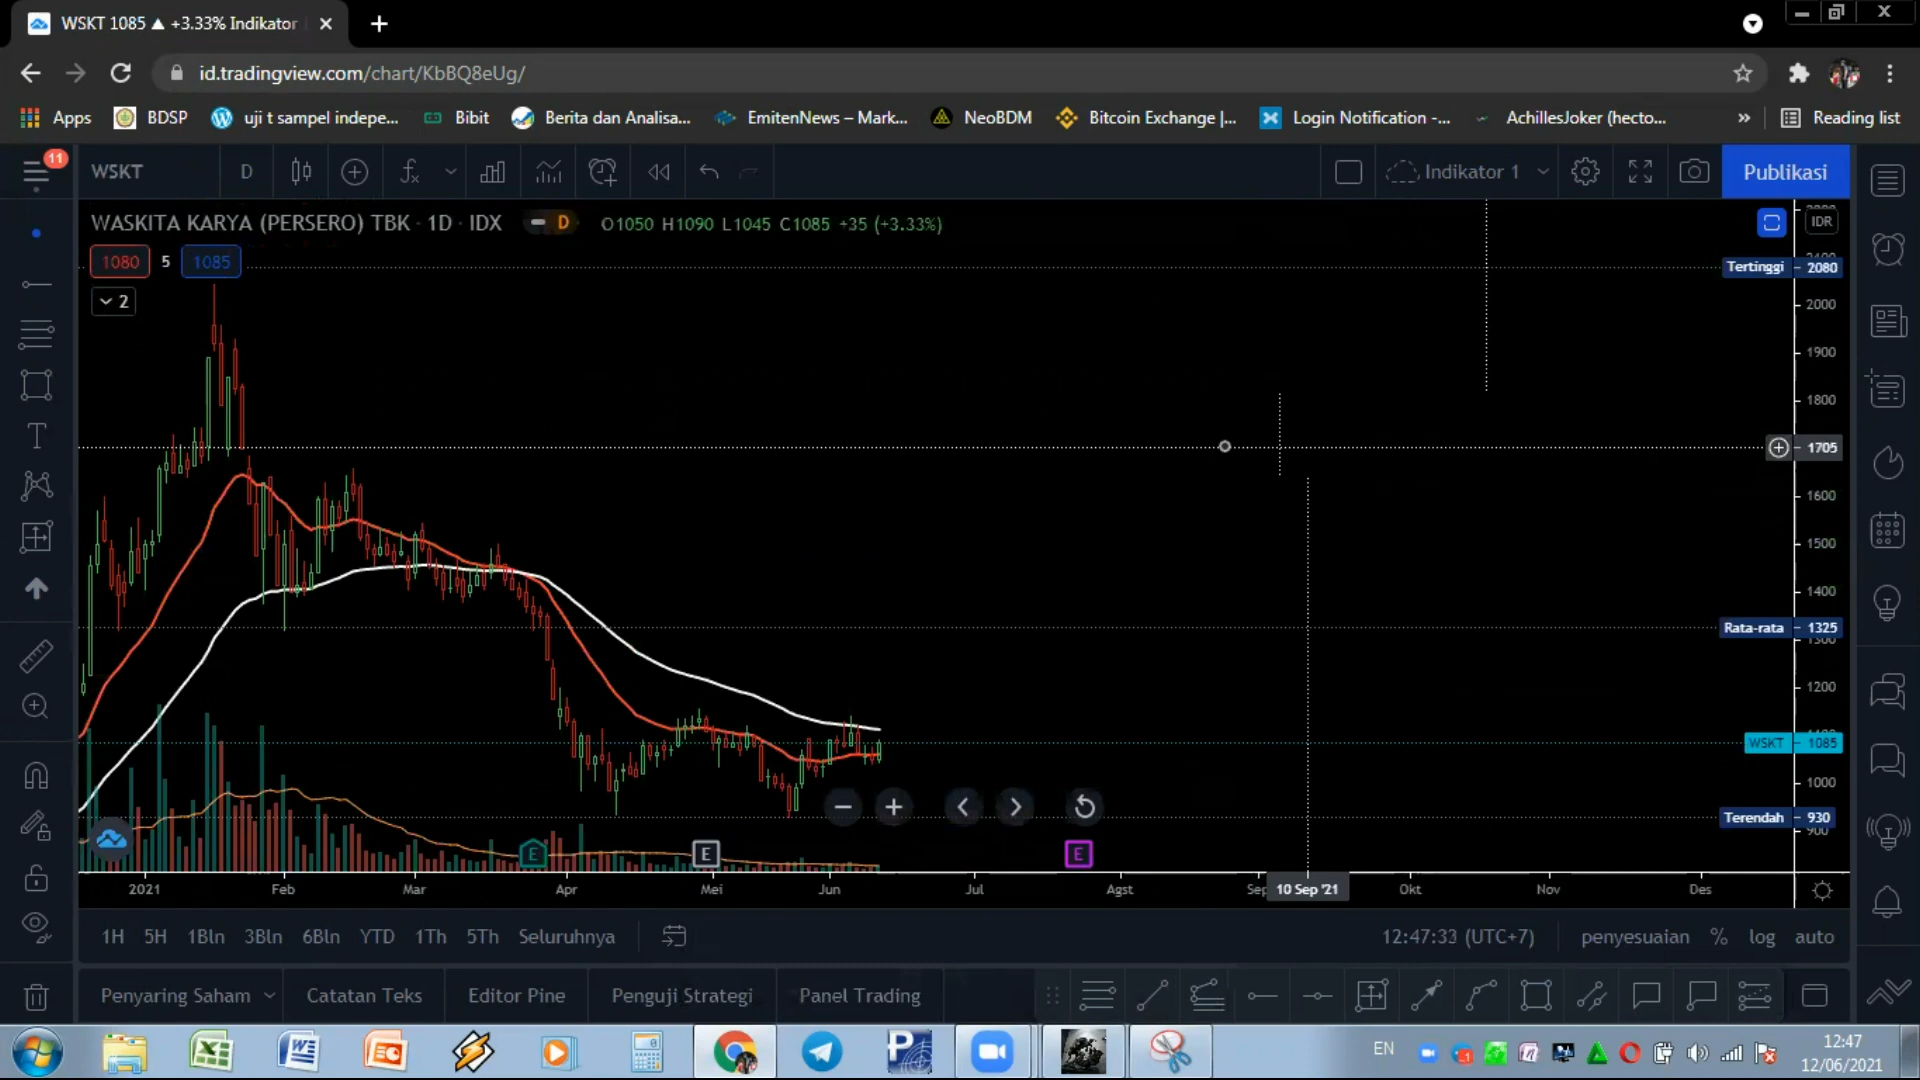 WSKT 1085 ▲ +3.33% Indikator
id.tradingview.com/chart/KbBQ8eUg/
Apps BDSP uji t sampel indepe... Bibit Berita dan Analisa... EmitenNews – Mark... NeoBDM Bitcoin Exchange |... Login Notification -... AchillesJoker (hecto... » Reading list
11
WSKT D Indikator 1 Publikasi
WASKITA KARYA (PERSERO) TBK · 1D · IDX D O1050 H1090 L1045 C1085 +35 (+3.33%) IDR
1080 5 1085
Tertinggi 2080
2
2000
1900
1800
1705
1600
1500
1400
Rata-rata 1325
1200
WSKT 1085
1000
Terendah 930
900
E E E
2021 Feb Mar Apr Mei Jun Jul Agst Sep 10 Sep '21 Okt Nov Des
1H 5H 1Bln 3Bln 6Bln YTD 1Th 5Th Seluruhnya 12:47:33 (UTC+7) penyesuaian % log auto
Penyaring Saham Catatan Teks Editor Pine Penguji Strategi Panel Trading
EN 12:47
12/06/2021